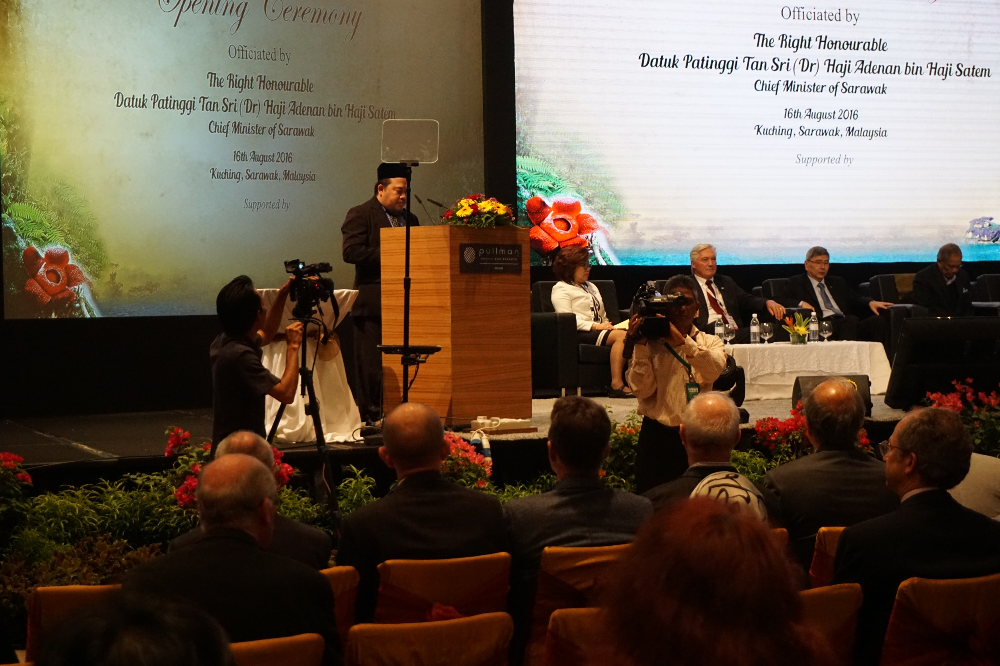 Opening Ceremony
Officiated by
The Right Honourable
Datuk Patinggi Tan Sri (Dr) Haji Adenan bin Haji Satem
Chief Minister of Sarawak
16th August 2016
Kuching, Sarawak, Malaysia
Supported by
Officiated by
The Right Honourable
Datuk Patinggi Tan Sri (Dr) Haji Adenan bin Haji Satem
Chief Minister of Sarawak
16th August 2016
Kuching, Sarawak, Malaysia
Supported by
pullman
HOTELS AND RESORTS